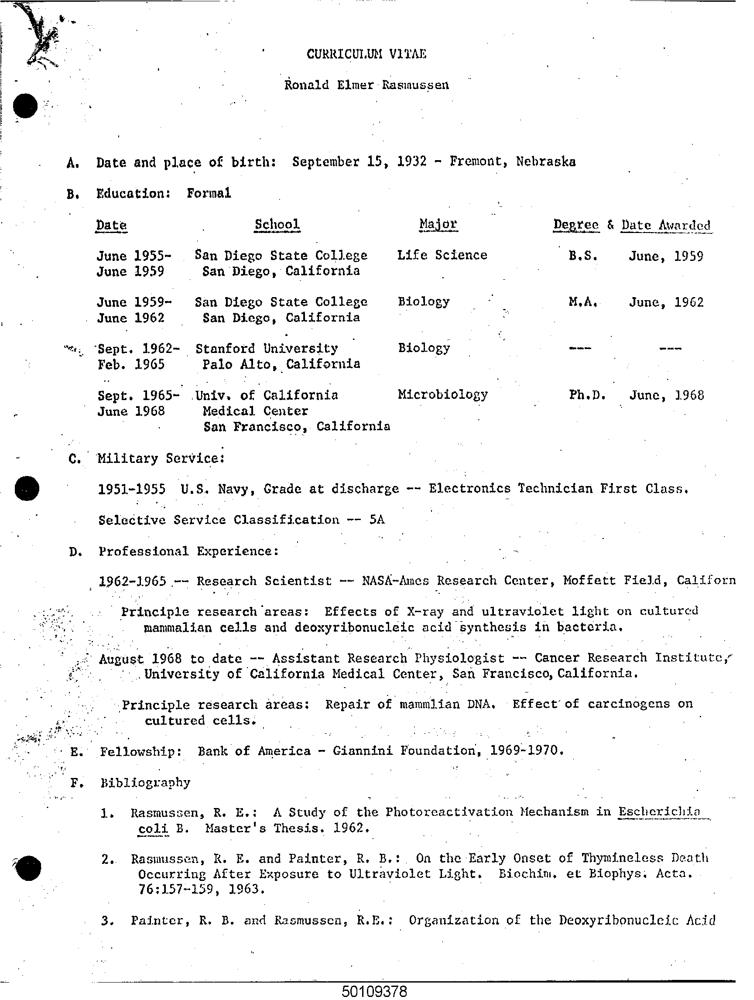 CURRICULUM VITAE
Ronald Elmer Rasmussen
A. Date and place of birth: September 15, 1932 - Fremont, Nebraska
B. Education: Formal
Date School Major Degree & Date Awarded
June 1955- San Diego State College Life Science B.S. June, 1959
June 1959 San Diego, California
June 1959- San Diego State College Biology M.A. June, 1962
June 1962 San Diego, California
Sept. 1962- Stanford University Biology --- ---
Feb. 1965 Palo Alto, California
Sept. 1965- Univ. of California Microbiology Ph.D. June, 1968
June 1968 Medical Center
San Francisco, California
C. Military Service:
1951-1955 U.S. Navy, Grade at discharge -- Electronics Technician First Class.
Selective Service Classification -- 5A
D. Professional Experience:
1962-1965 -- Research Scientist -- NASA-Ames Research Center, Moffett Field, Californ
Principle research areas: Effects of X-ray and ultraviolet light on cultured
mammalian cells and deoxyribonucleic acid synthesis in bacteria.
August 1968 to date -- Assistant Research Physiologist -- Cancer Research Institute,
University of California Medical Center, San Francisco, California.
Principle research areas: Repair of mammlian DNA. Effect of carcinogens on
cultured cells.
E. Fellowship: Bank of America - Giannini Foundation, 1969-1970.
F. Bibliography
1. Rasmussen, R. E.: A Study of the Photoreactivation Mechanism in Escherichia
coli B. Master's Thesis. 1962.
2. Rasmussen, R. E. and Painter, R. B.: On the Early Onset of Thymineless Death
Occurring After Exposure to Ultraviolet Light. Biochim. et Biophys. Acta.
76:157-159, 1963.
3. Painter, R. B. and Rasmussen, R.E.: Organization of the Deoxyribonucleic Acid
50109378